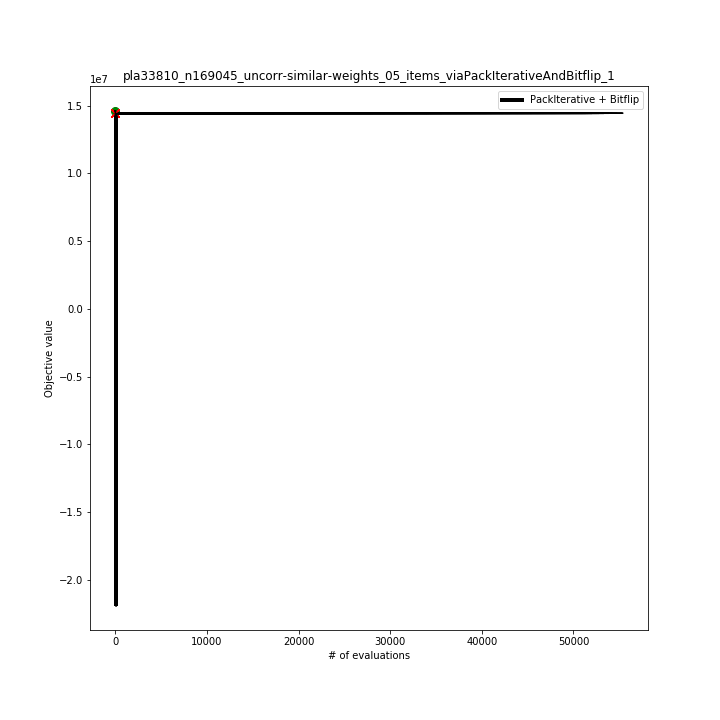 pla33810_n169045_uncorr-similar-weights_05_items_viaPackIterativeAndBitflip_1
1e7
PackIterative + Bitflip
1.5
1.0
0.5
0.0
−0.5
−1.0
−1.5
−2.0
Objective value
0 10000 20000 30000 40000 50000
# of evaluations